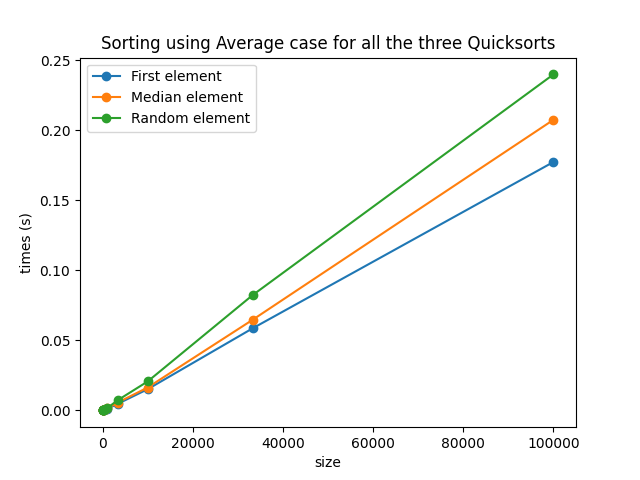 Sorting using Average case for all the three Quicksorts
First element
Median element
Random element
0.25
0.20
0.15
0.10
0.05
0.00
times (s)
0 20000 40000 60000 80000 100000
size